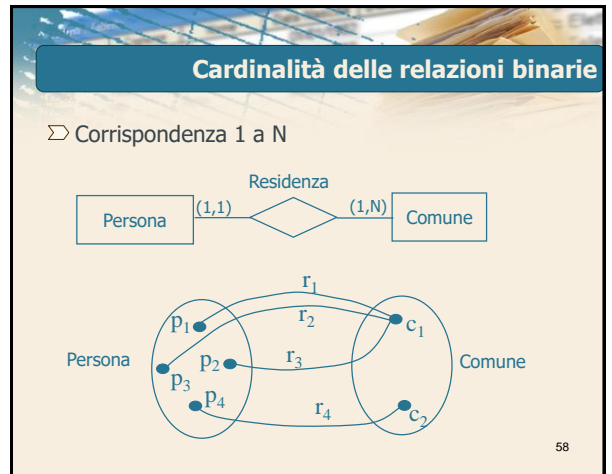 Cardinalità delle relazioni binarie
Corrispondenza 1 a N
Residenza
Persona (1,1) (1,N) Comune
r1
p1 r2 c1
Persona p2 r3 Comune
p3
p4 r4 c2
58